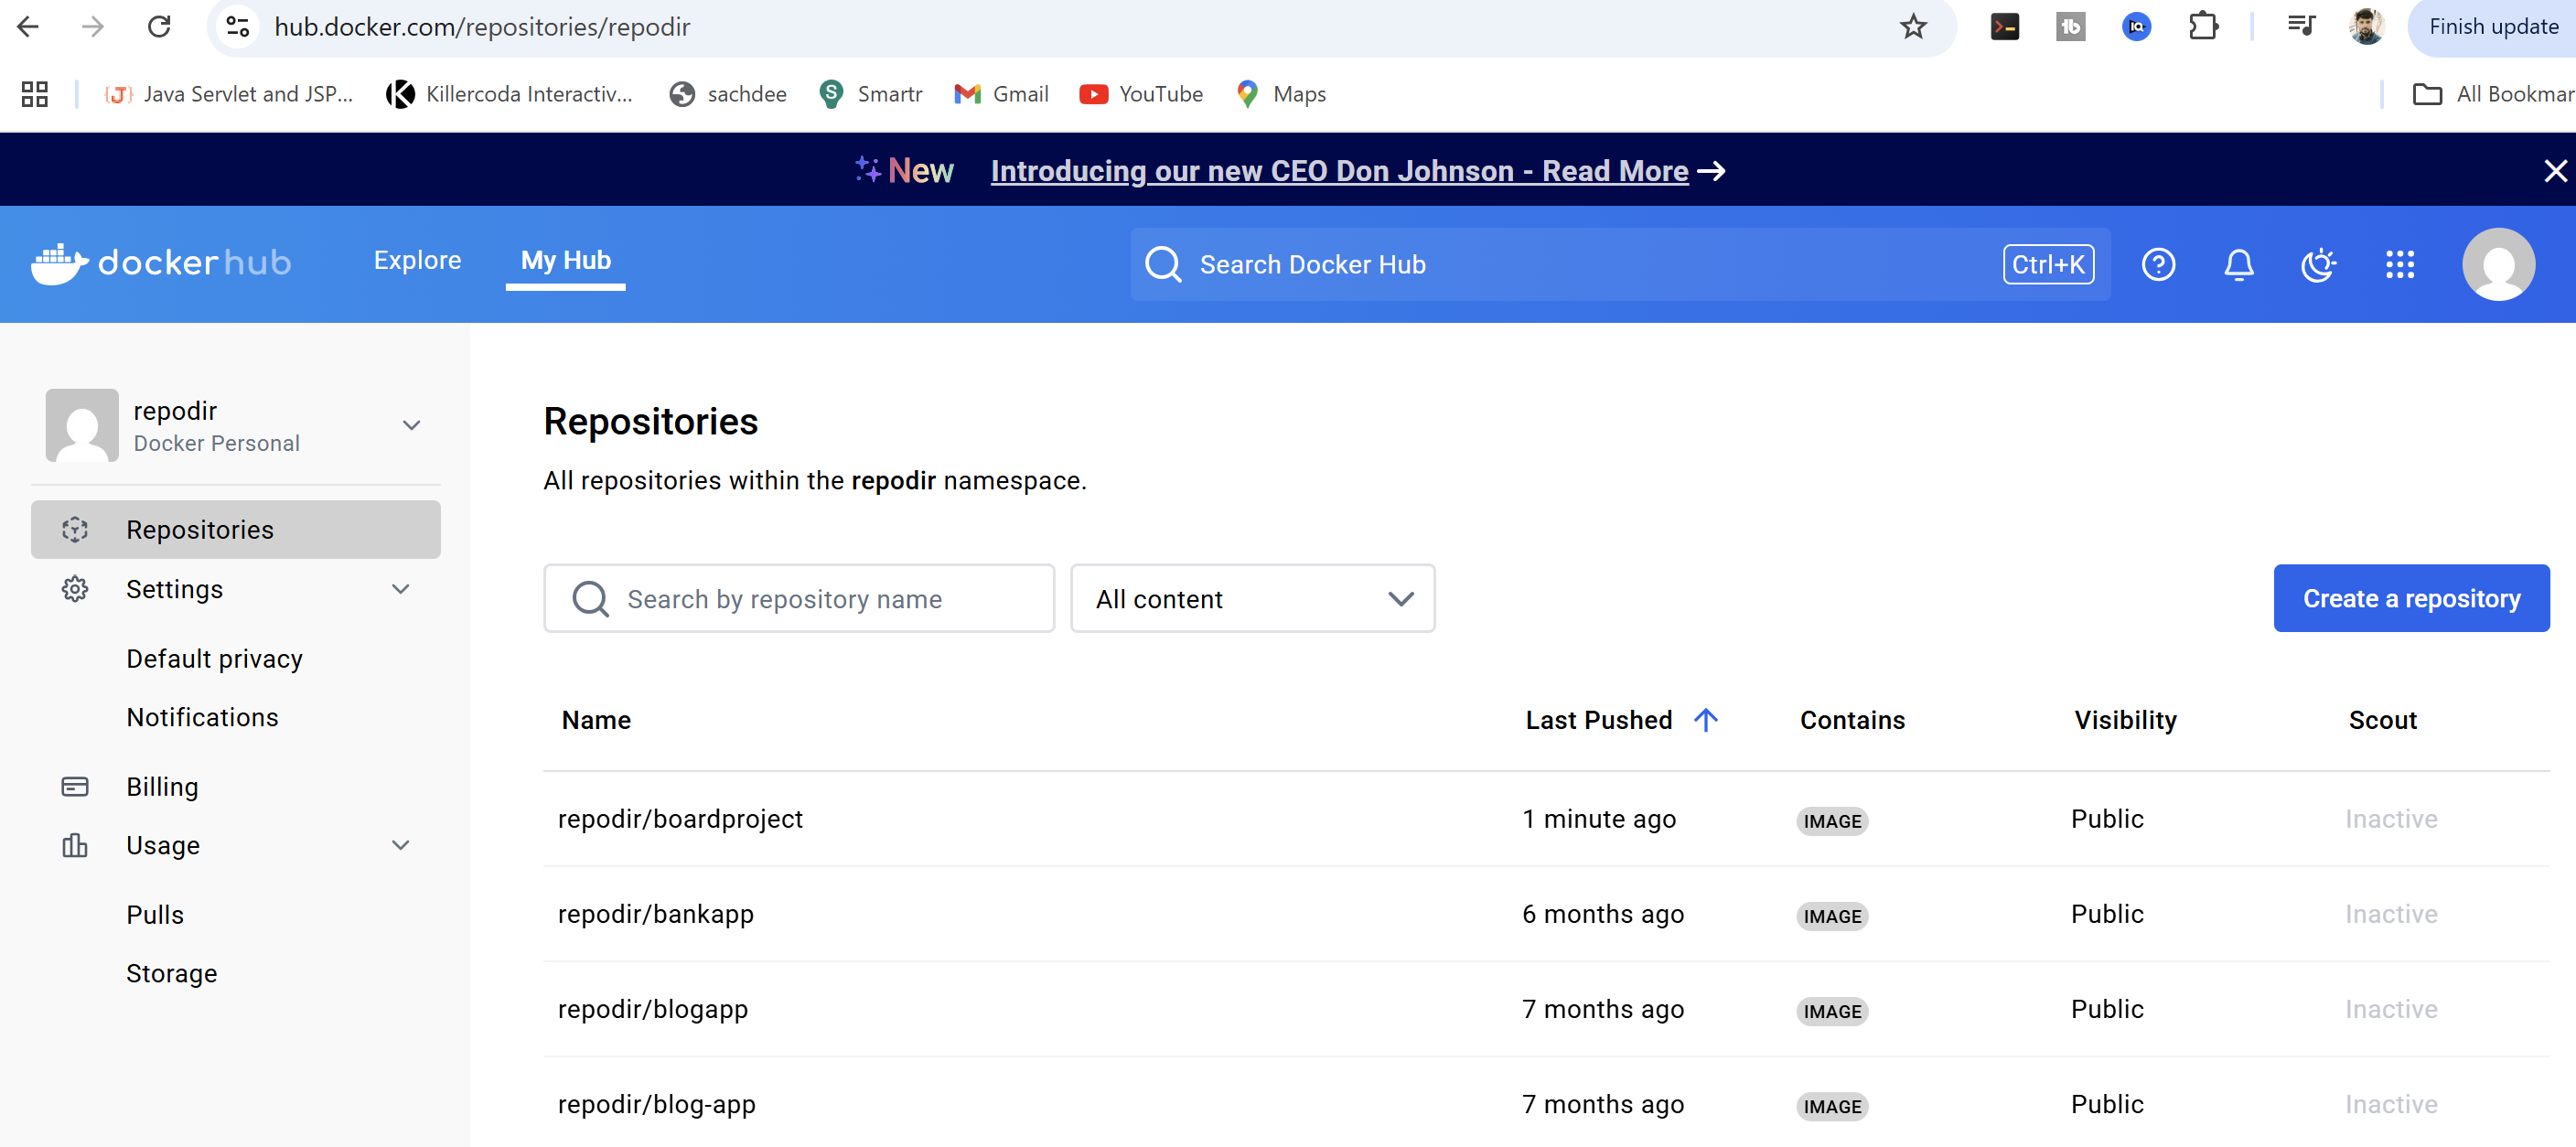 hub.docker.com/repositories/repodir
Finish update
Java Servlet and JSP...
Killercoda Interactiv...
sachdee
Smartr
Gmail
YouTube
Maps
All Bookmar
New Introducing our new CEO Don Johnson - Read More →
dockerhub
Explore
My Hub
Search Docker Hub
Ctrl+K
repodir
Docker Personal
Repositories
Settings
Default privacy
Notifications
Billing
Usage
Pulls
Storage
Repositories
All repositories within the repodir namespace.
Search by repository name
All content
Create a repository
Name Last Pushed Contains Visibility Scout
repodir/boardproject 1 minute ago IMAGE Public Inactive
repodir/bankapp 6 months ago IMAGE Public Inactive
repodir/blogapp 7 months ago IMAGE Public Inactive
repodir/blog-app 7 months ago IMAGE Public Inactive